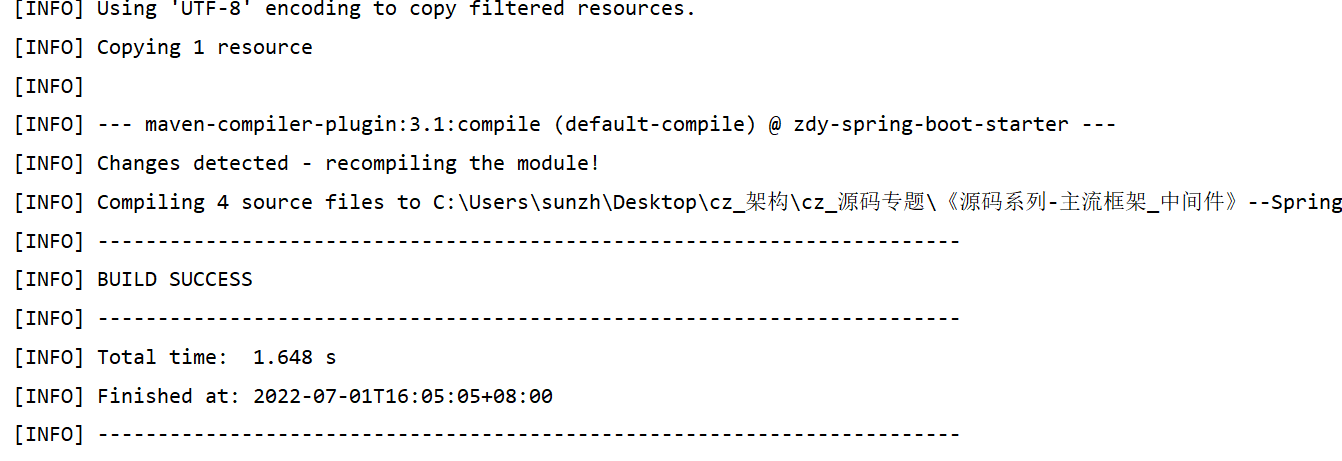 [INFO] Using 'UTF-8' encoding to copy filtered resources.
[INFO] Copying 1 resource
[INFO]
[INFO] --- maven-compiler-plugin:3.1:compile (default-compile) @ zdy-spring-boot-starter ---
[INFO] Changes detected - recompiling the module!
[INFO] Compiling 4 source files to C:\Users\sunzh\Desktop\cz_架构\cz_源码专题\《源码系列-主流框架_中间件》--Spring
[INFO] ------------------------------------------------------------------------
[INFO] BUILD SUCCESS
[INFO] ------------------------------------------------------------------------
[INFO] Total time:  1.648 s
[INFO] Finished at: 2022-07-01T16:05:05+08:00
[INFO] ------------------------------------------------------------------------